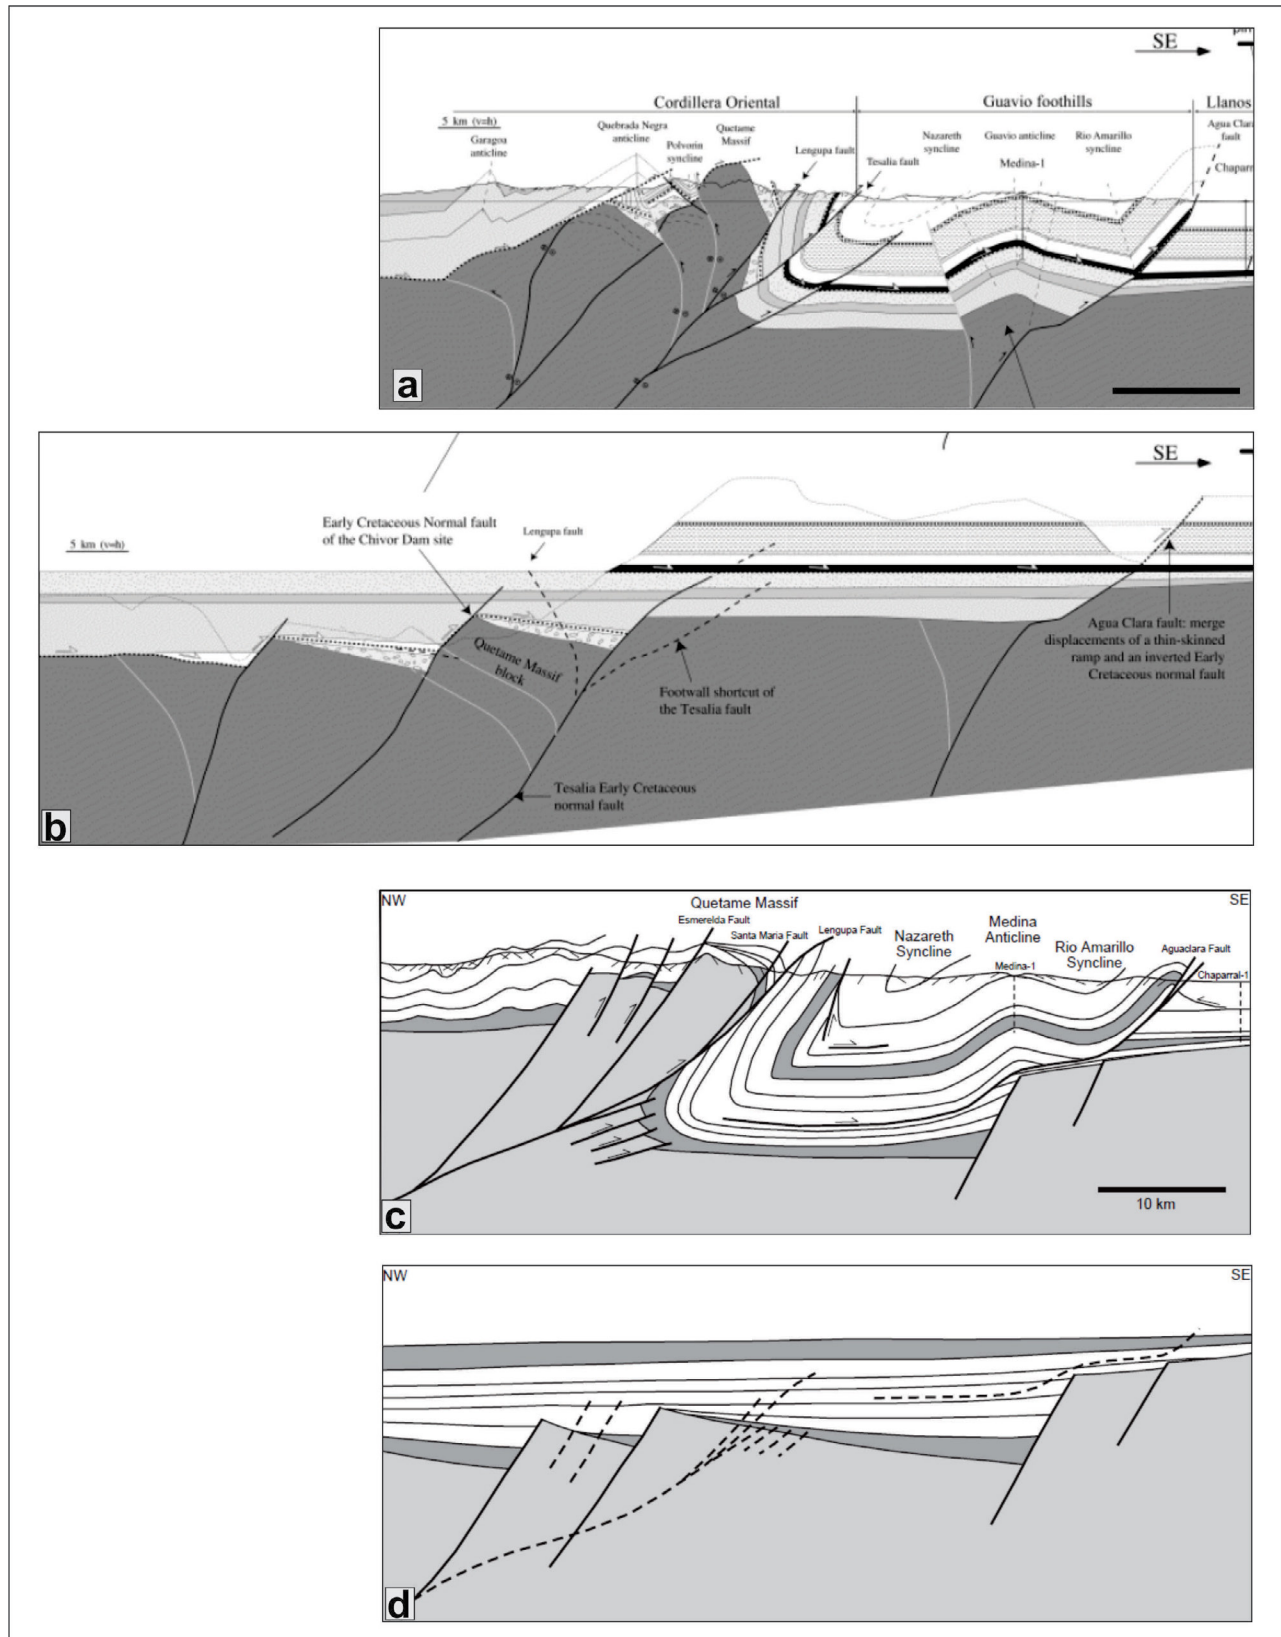 SE
Cordillera Oriental
Guavio foothills
Llanos
5 km (v=h)
Garagoa
anticline
Quebrada Negra
anticline
Polvorin
syncline
Quetame
Massif
Lengupa fault
Tesalia fault
Nazareth
syncline
Guavio anticline
Medina-1
Rio Amarillo
syncline
Agua Clara
fault
Chaparral
a
SE
5 km (v=h)
Early Cretaceous Normal fault
of the Chivor Dam site
Lengupa fault
Quetame Massif
block
Footwall shortcut of
the Tesalia fault
Agua Clara fault: merge
displacements of a thin-skinned
ramp and an inverted Early
Cretaceous normal fault
Tesalia Early Cretaceous
normal fault
b
NW
SE
Quetame Massif
Esmerelda Fault
Santa Maria Fault
Lengupa Fault
Nazareth
Syncline
Medina
Anticline
Medina-1
Rio Amarillo
Syncline
Aguaclara Fault
Chaparral-1
10 km
c
NW
SE
d